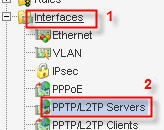 Rules
Interfaces 1
Ethernet
VLAN
IPsec
PPPoE 2
PPTP/L2TP Servers
PPTP/L2TP Clients